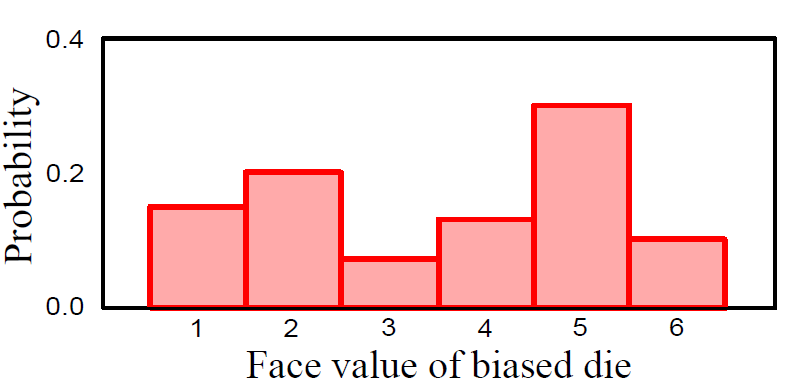 Probability
0.4
0.2
0.0
1 2 3 4 5 6
Face value of biased die